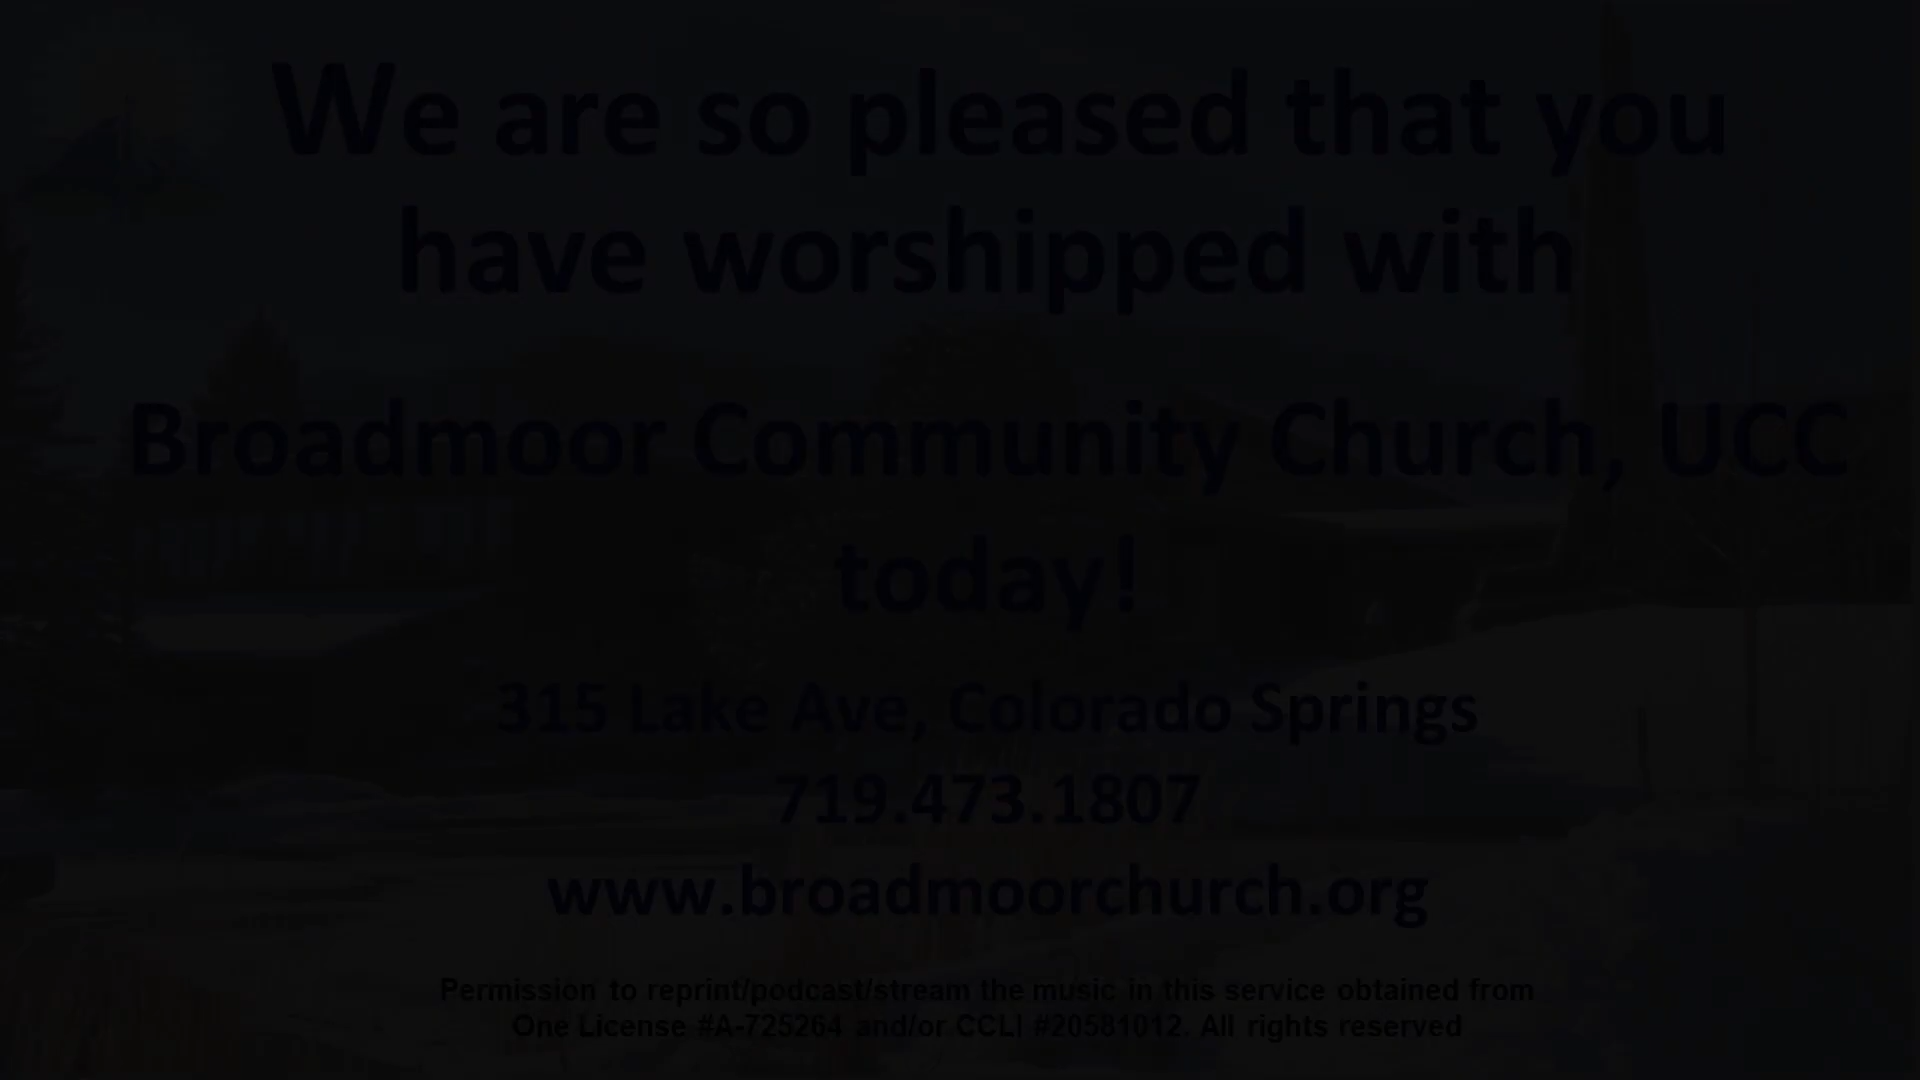 We are so pleased that you
have worshipped with
Broadmoor Community Church, UCC
today!
315 Lake Ave, Colorado Springs
719.473.1807
www.broadmoorchurch.org
Permission to reprint/podcast/stream the music in this service obtained from
One License #A-725264 and/or CCLI #20581012. All rights reserved